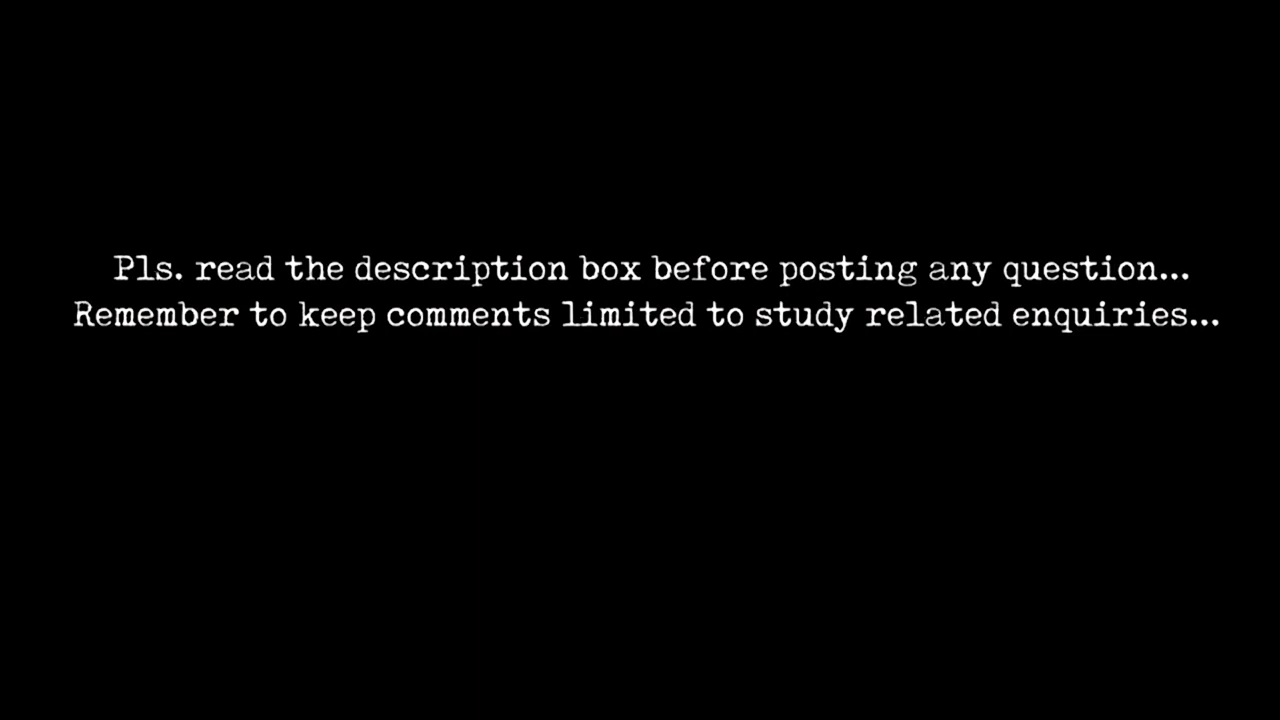 Pls. read the description box before posting any question...
Remember to keep comments limited to study related enquiries...